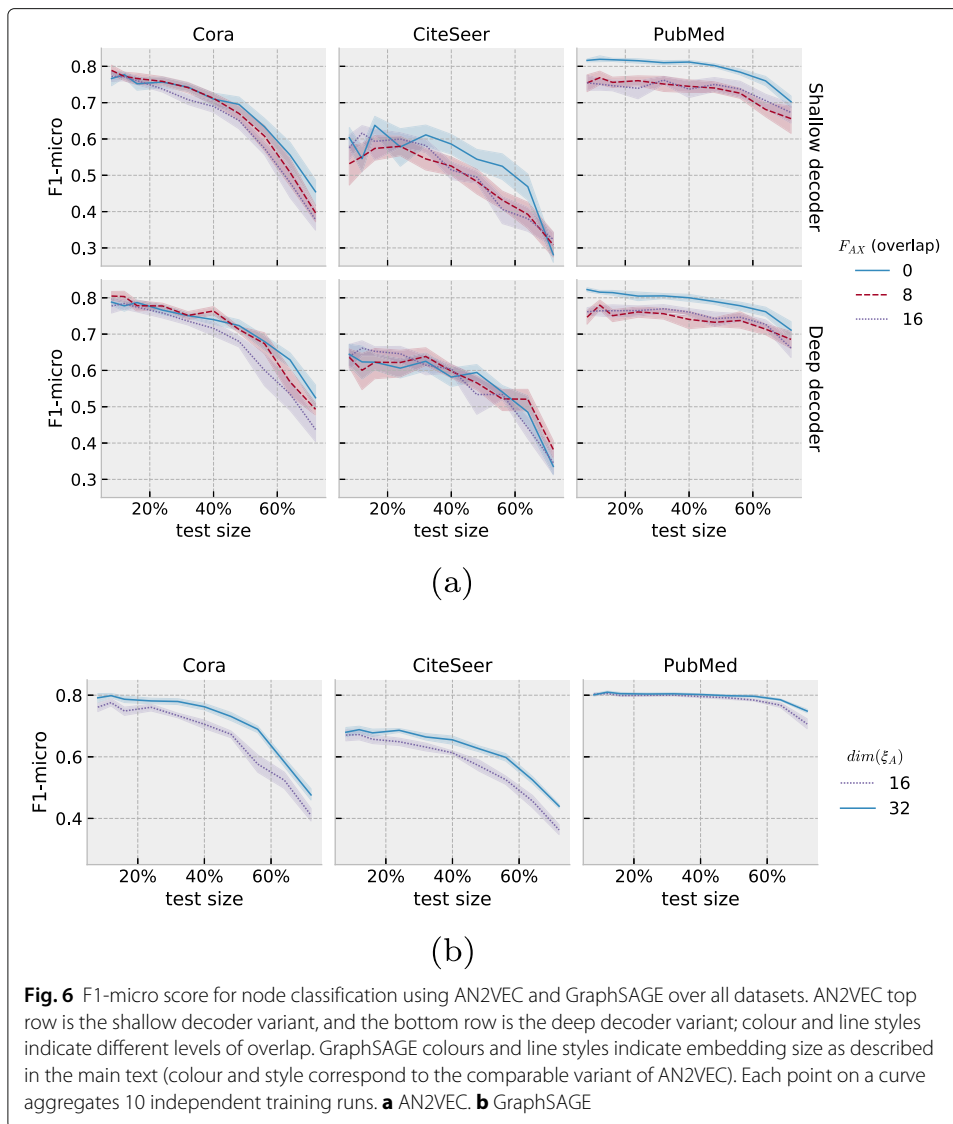 Cora
CiteSeer
PubMed
0.8
0.7
0.6
0.5
0.4
0.3
F1-micro
Shallow decoder
0.8
0.7
0.6
0.5
0.4
0.3
F1-micro
Deep decoder
20% 40% 60%
test size
20% 40% 60%
test size
20% 40% 60%
test size
F_AX (overlap)
0
8
16
(a)
Cora
CiteSeer
PubMed
0.8
0.6
0.4
F1-micro
20% 40% 60%
test size
20% 40% 60%
test size
20% 40% 60%
test size
dim(ξ_A)
16
32
(b)
Fig. 6 F1-micro score for node classification using AN2VEC and GraphSAGE over all datasets. AN2VEC top
row is the shallow decoder variant, and the bottom row is the deep decoder variant; colour and line styles
indicate different levels of overlap. GraphSAGE colours and line styles indicate embedding size as described
in the main text (colour and style correspond to the comparable variant of AN2VEC). Each point on a curve
aggregates 10 independent training runs. a AN2VEC. b GraphSAGE